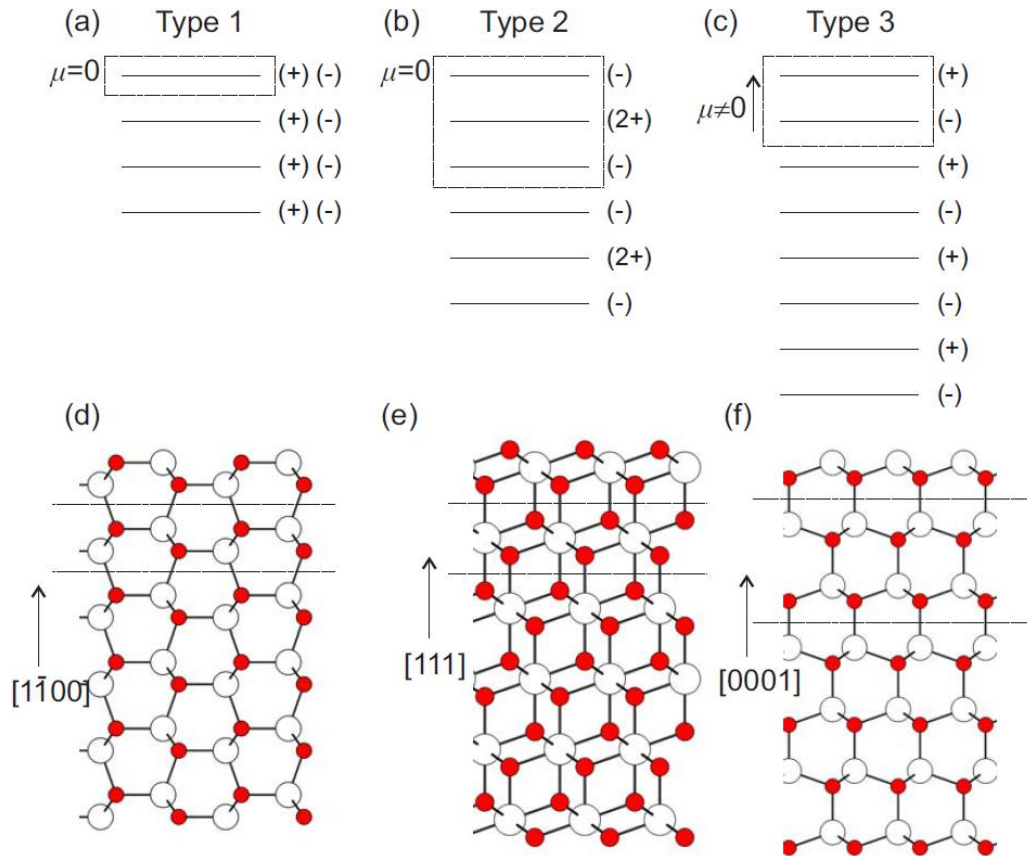 (a) Type 1
μ=0
(+) (-)
(+) (-)
(+) (-)
(+) (-)
(b) Type 2
μ=0
(-)
(2+)
(-)
(-)
(2+)
(-)
(c) Type 3
μ≠0
(+)
(-)
(+)
(-)
(+)
(-)
(+)
(-)
(d)
[11̄00]
(e)
[111]
(f)
[0001]